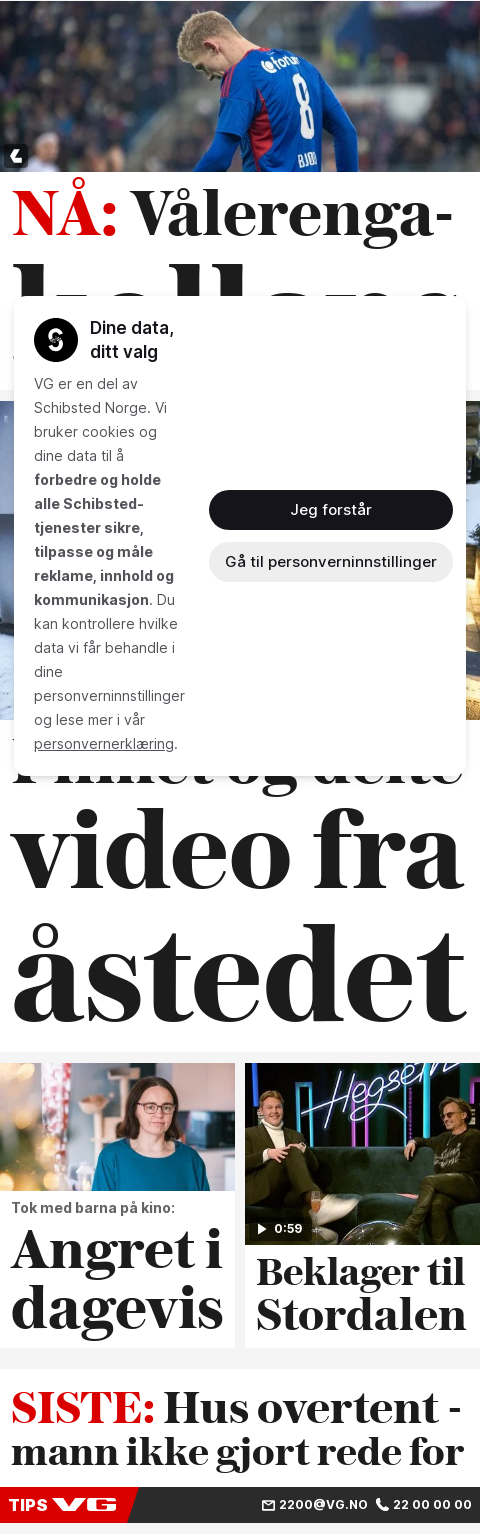 forum
8
NÅ: Vålerenga-
Dine data,
ditt valg
VG er en del av
Schibsted Norge. Vi
bruker cookies og
dine data til å
forbedre og holde
alle Schibsted-
tjenester sikre,
tilpasse og måle
reklame, innhold og
kommunikasjon. Du
kan kontrollere hvilke
data vi får behandle i
dine
personverninnstillinger
og lese mer i vår
personvernerklæring.
Jeg forstår
Gå til personverninnstillinger
video fra
åstedet
0:59
Tok med barna på kino:
Angret i
dagevis
Beklager til
Stordalen
SISTE: Hus overtent -
mann ikke gjort rede for
TIPS VG
2200@VG.NO 22 00 00 00